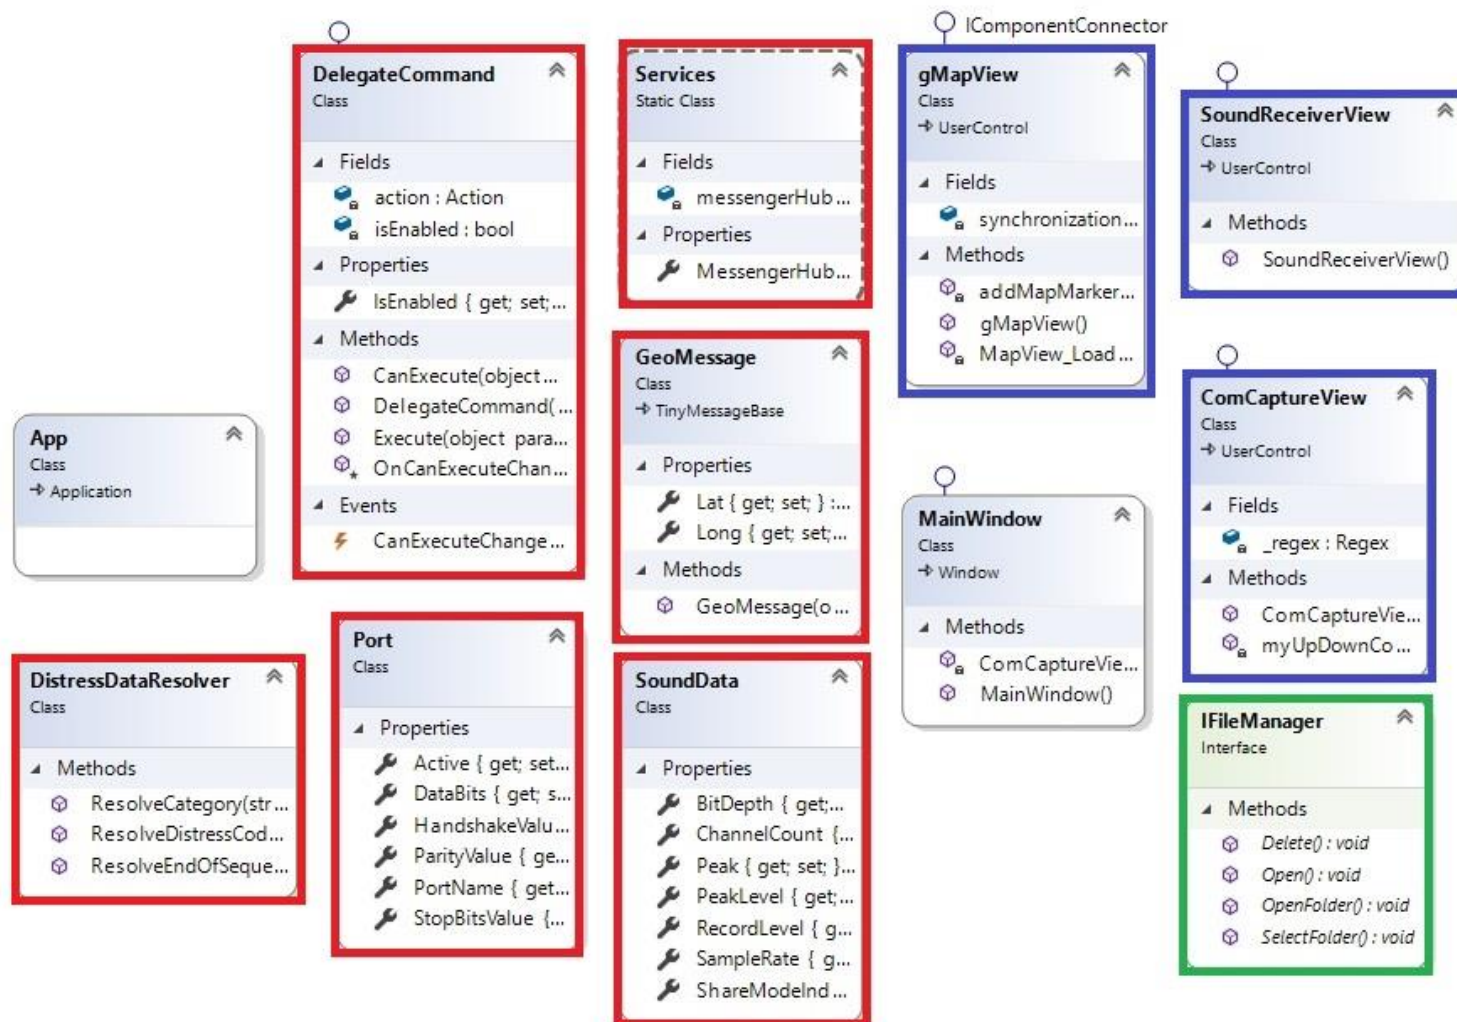 DelegateCommand
Class
Fields
action : Action
isEnabled : bool
Properties
IsEnabled { get; set;...
Methods
CanExecute(object...
DelegateCommand(...
Execute(object para...
OnCanExecuteChan...
Events
CanExecuteChange...
Services
Static Class
Fields
messengerHub...
Properties
MessengerHub...
IComponentConnector
gMapView
Class
UserControl
Fields
synchronization...
Methods
addMapMarker...
gMapView()
MapView_Load...
SoundReceiverView
Class
UserControl
Methods
SoundReceiverView()
GeoMessage
Class
TinyMessageBase
Properties
Lat { get; set; } :...
Long { get; set;...
Methods
GeoMessage(o...
ComCaptureView
Class
UserControl
Fields
_regex : Regex
Methods
ComCaptureVie...
myUpDownCo...
App
Class
Application
MainWindow
Class
Window
Methods
ComCaptureVie...
MainWindow()
Port
Class
Properties
Active { get; set...
DataBits { get; s...
HandshakeValu...
ParityValue { ge...
PortName { get...
StopBitsValue {...
DistressDataResolver
Class
Methods
ResolveCategory(str...
ResolveDistressCod...
ResolveEndOfSeque...
SoundData
Class
Properties
BitDepth { get;...
ChannelCount {...
Peak { get; set; }...
PeakLevel { get;...
RecordLevel { g...
SampleRate { g...
ShareModeInd...
IFileManager
Interface
Methods
Delete() : void
Open() : void
OpenFolder() : void
SelectFolder() : void